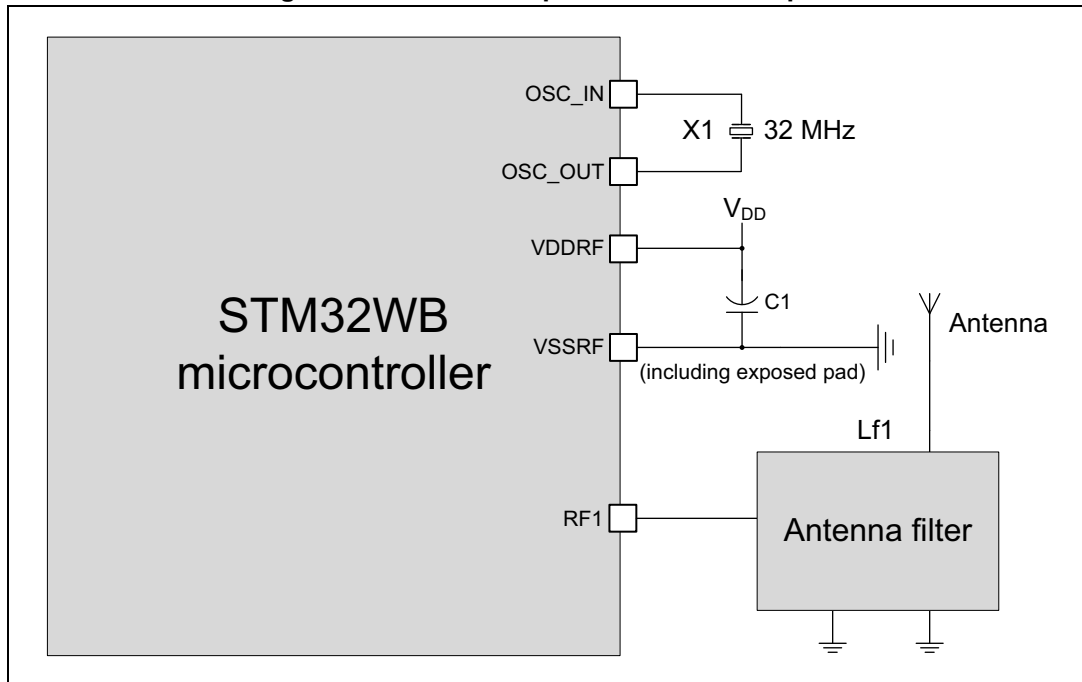 OSC_IN
X1 32 MHz
OSC_OUT
VDD
VDDRF
C1
STM32WB
microcontroller
VSSRF
(including exposed pad)
Antenna
Lf1
RF1
Antenna filter